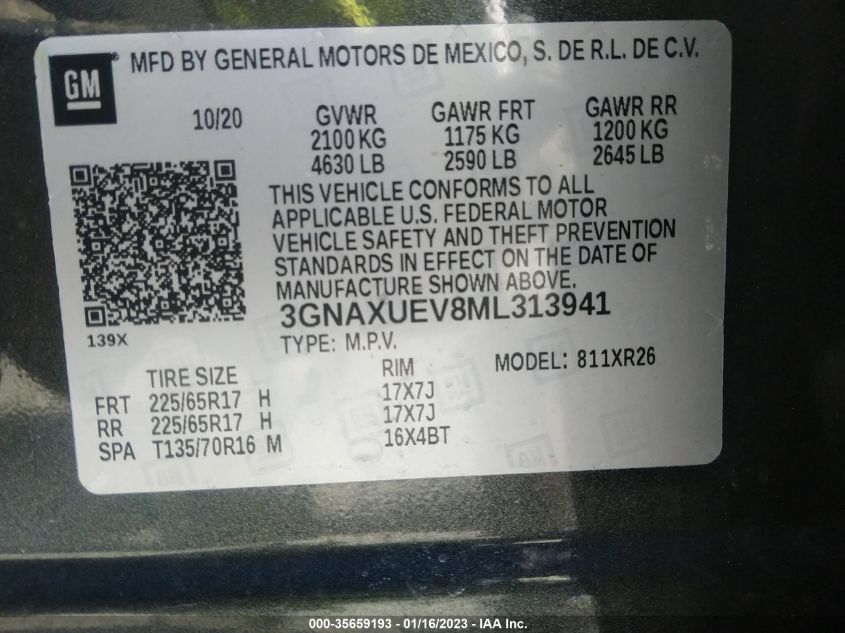 GM
MFD BY GENERAL MOTORS DE MEXICO, S. DE R.L. DE C.V.
10/20 GVWR GAWR FRT GAWR RR
2100 KG 1175 KG 1200 KG
4630 LB 2590 LB 2645 LB
THIS VEHICLE CONFORMS TO ALL
APPLICABLE U.S. FEDERAL MOTOR
VEHICLE SAFETY AND THEFT PREVENTION
STANDARDS IN EFFECT ON THE DATE OF
MANUFACTURE SHOWN ABOVE.
3GNAXUEV8ML313941
139X
TYPE: M.P.V. MODEL: 811XR26
TIRE SIZE RIM
FRT 225/65R17 H 17X7J
RR 225/65R17 H 17X7J
SPA T135/70R16 M 16X4BT
000-35659193 - 01/16/2023 - IAA Inc.